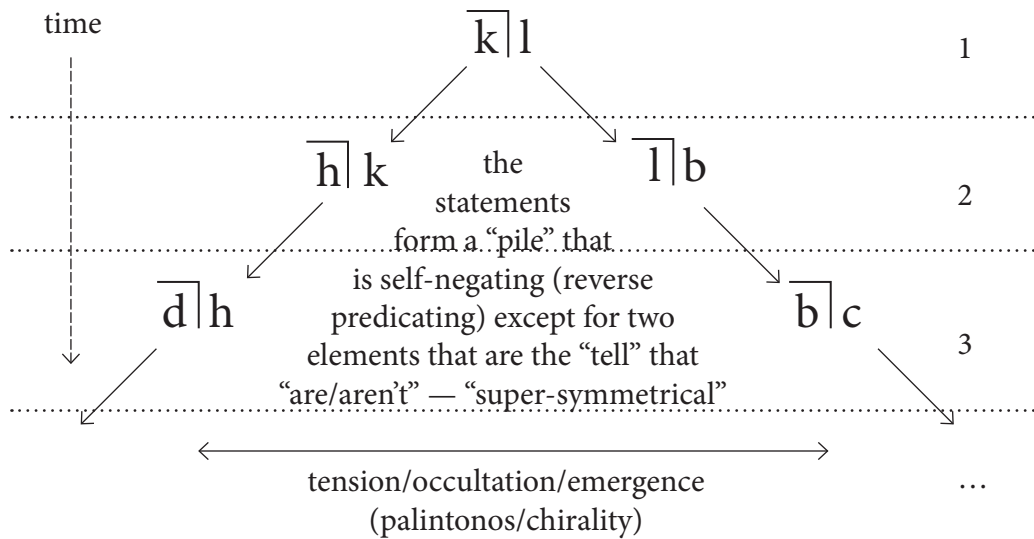 time
k l
1
h k
l b
the
statements
form a “pile” that
2
d h
is self-negating (reverse
predicating) except for two
elements that are the “tell” that
“are/aren’t” — “super-symmetrical”
b c
3
tension/occultation/emergence
(palintonos/chirality)
…